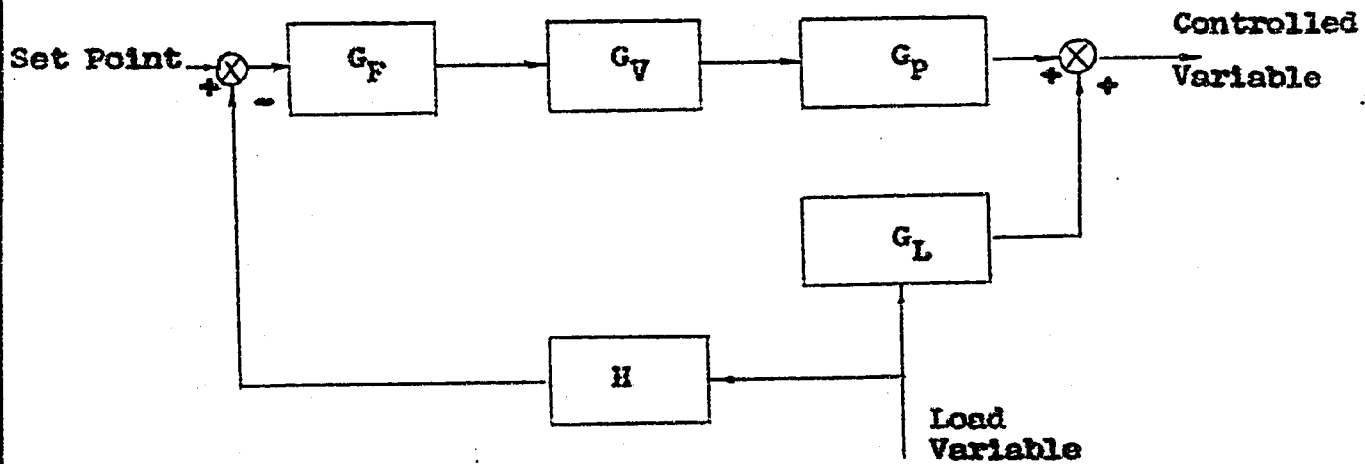 Set Point
+
-
G_F
G_V
G_P
+
+
Controlled
Variable
G_L
H
Load
Variable